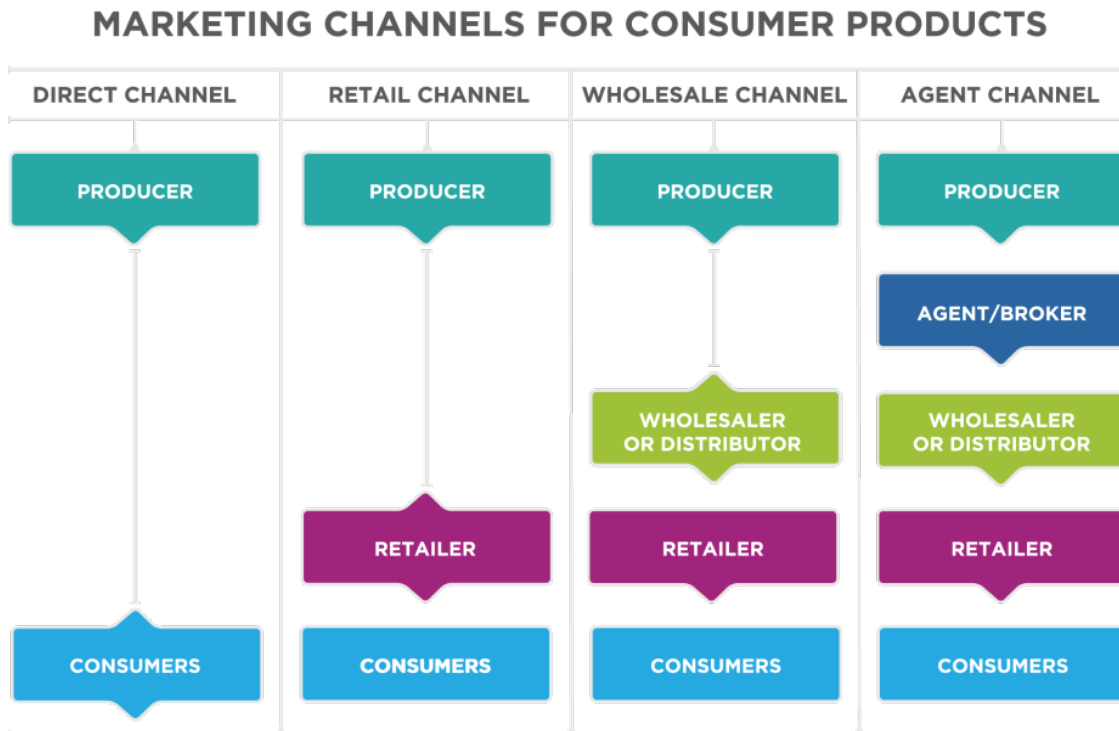 MARKETING CHANNELS FOR CONSUMER PRODUCTS
DIRECT CHANNEL
RETAIL CHANNEL
WHOLESALE CHANNEL
AGENT CHANNEL
PRODUCER
PRODUCER
PRODUCER
PRODUCER
AGENT/BROKER
WHOLESALER
OR DISTRIBUTOR
WHOLESALER
OR DISTRIBUTOR
RETAILER
RETAILER
RETAILER
CONSUMERS
CONSUMERS
CONSUMERS
CONSUMERS